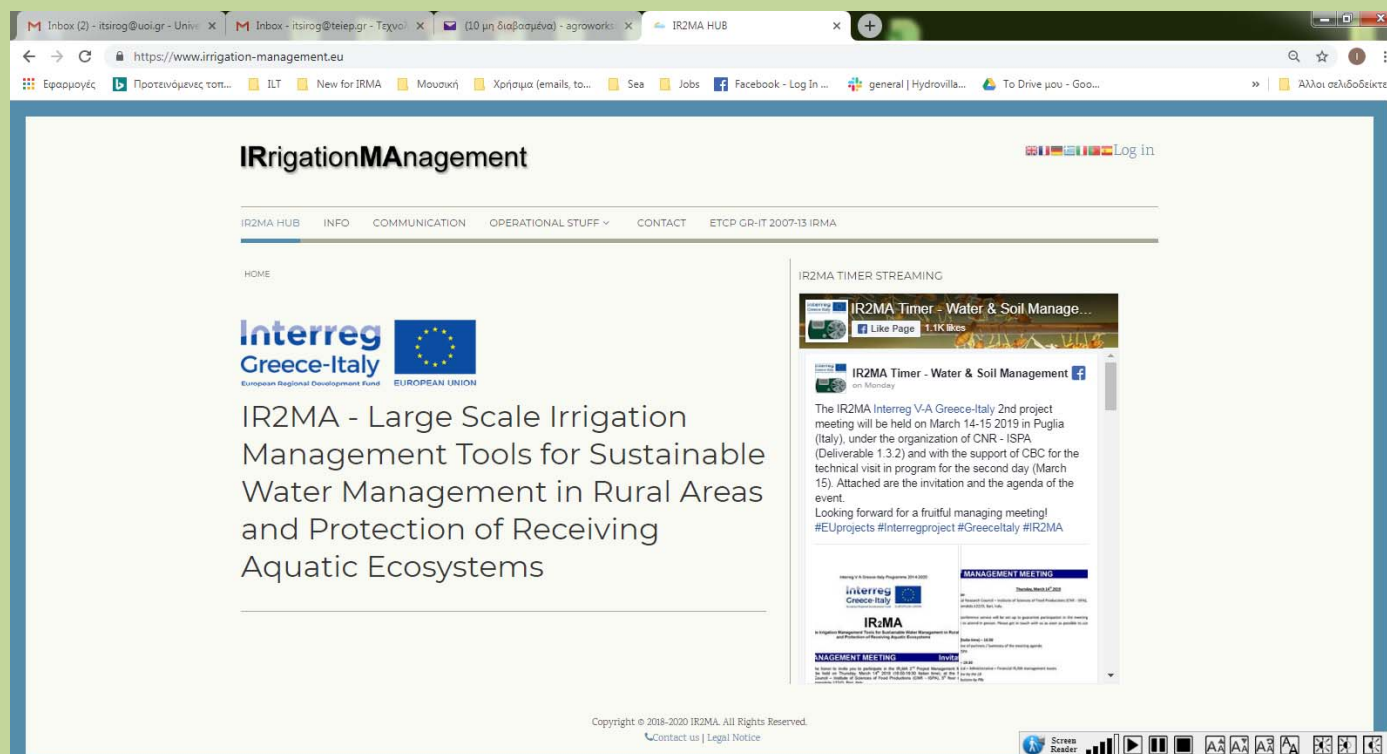 Inbox (2) - itsirog@uoi.gr - Unive
Inbox - itsirog@teiep.gr - Τεχνολ
(10 μη διαβασμένα) - agroworks
IR2MA HUB
https://www.irrigation-management.eu
Εφαρμογές
Προτεινόμενες τοπ...
ILT
New for IRMA
Μουσική
Χρήσιμα (emails, to...
Sea
Jobs
Facebook - Log In ...
general | Hydrovilla...
Το Drive μου - Goo...
»
Άλλοι σελιδοδείκτε
IRrigationMAnagement
Log in
IR2MA HUB INFO COMMUNICATION OPERATIONAL STUFF CONTACT ETCP GR-IT 2007-13 IRMA
HOME
Interreg
Greece-Italy
European Regional Development Fund EUROPEAN UNION
IR2MA - Large Scale Irrigation
Management Tools for Sustainable
Water Management in Rural Areas
and Protection of Receiving
Aquatic Ecosystems
IR2MA TIMER STREAMING
IR2MA Timer - Water & Soil Manage...
Like Page 1.1K likes
IR2MA Timer - Water & Soil Management
on Monday
The IR2MA Interreg V-A Greece-Italy 2nd project
meeting will be held on March 14-15 2019 in Puglia
(Italy), under the organization of CNR - ISPA
(Deliverable 1.3.2) and with the support of CBC for the
technical visit in program for the second day (March
15). Attached are the invitation and the agenda of the
event.
Looking forward for a fruitful managing meeting!
#EUprojects #Interregproject #GreeceItaly #IR2MA
Interreg
Greece-Italy
IR2MA
MANAGEMENT MEETING
Thursday, March 14th 2019
ANAGEMENT MEETING Invita
Copyright © 2018-2020 IR2MA. All Rights Reserved.
Contact us | Legal Notice
Screen
Reader